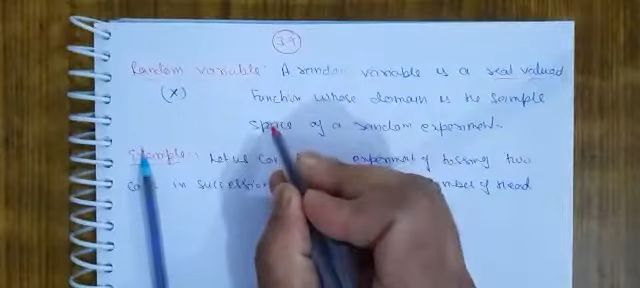 39
Random variable: A random variable is a real valued
(X) Function whose domain is the sample
space of a random experiment.
Example: Let us con experiment of tossing two
in succession number of Head